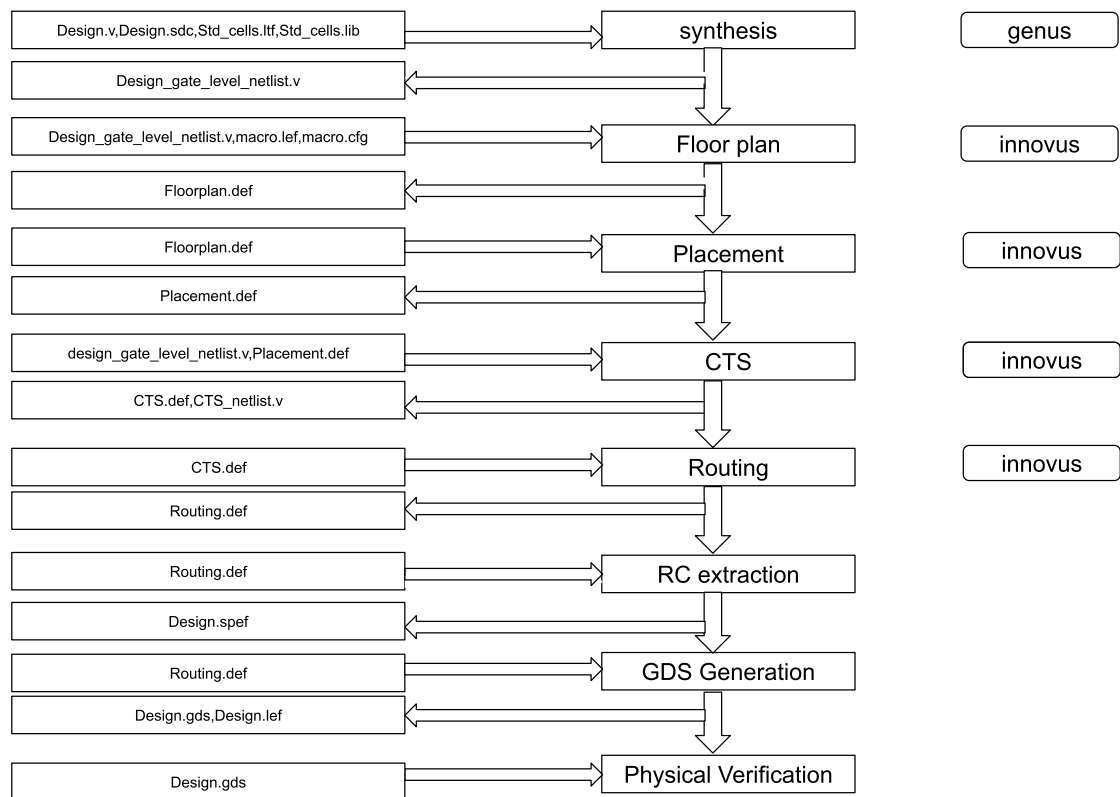 Design.v,Design.sdc,Std_cells.ltf,Std_cells.lib
synthesis
genus
Design_gate_level_netlist.v
Design_gate_level_netlist.v,macro.lef,macro.cfg
Floor plan
innovus
Floorplan.def
Floorplan.def
Placement
innovus
Placement.def
design_gate_level_netlist.v,Placement.def
CTS
innovus
CTS.def,CTS_netlist.v
CTS.def
Routing
innovus
Routing.def
Routing.def
RC extraction
Design.spef
Routing.def
GDS Generation
Design.gds,Design.lef
Design.gds
Physical Verification